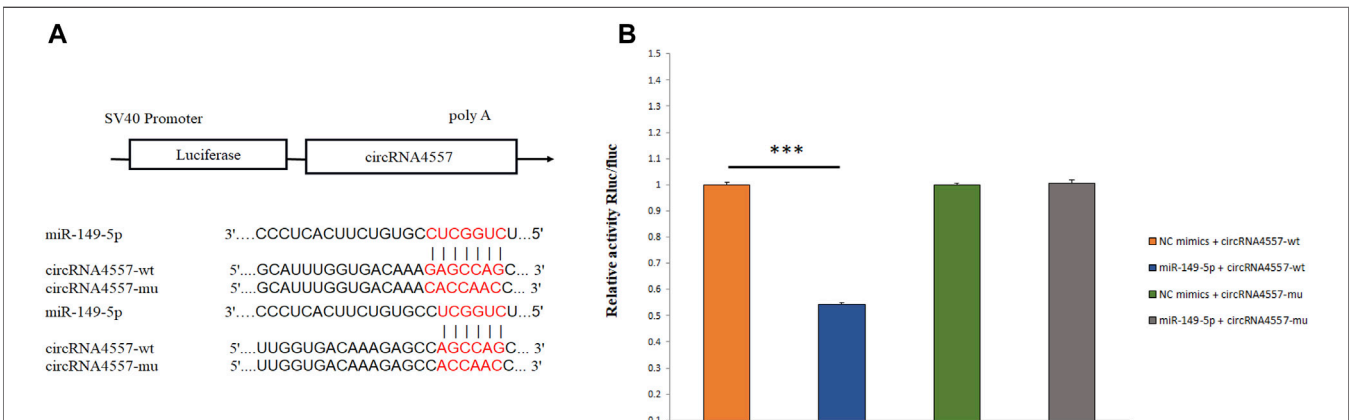 A
SV40 Promoter
poly A
Luciferase
circRNA4557
miR-149-5p 3'....CCCUCACUUCUGUGCCUCGGUCU...5'
circRNA4557-wt 5'....GCAUUUGGUGACAAAGAGCCAGC... 3'
circRNA4557-mu 5'....GCAUUUGGUGACAAACACCAACC... 3'
miR-149-5p 3'....CCCUCACUUCUGUGCCUCGGUCU...5'
circRNA4557-wt 5'....UUGGUGACAAAGAGCCAGCCAGC... 3'
circRNA4557-mu 5'....UUGGUGACAAAGAGCCACCAACC... 3'
B
Relative activity Rluc/fluc
1.5
1.4
1.3
1.2
1.1
1
0.9
0.8
0.7
0.6
0.5
0.4
0.3
0.2
0.1
***
NC mimics + circRNA4557-wt
miR-149-5p + circRNA4557-wt
NC mimics + circRNA4557-mu
miR-149-5p + circRNA4557-mu